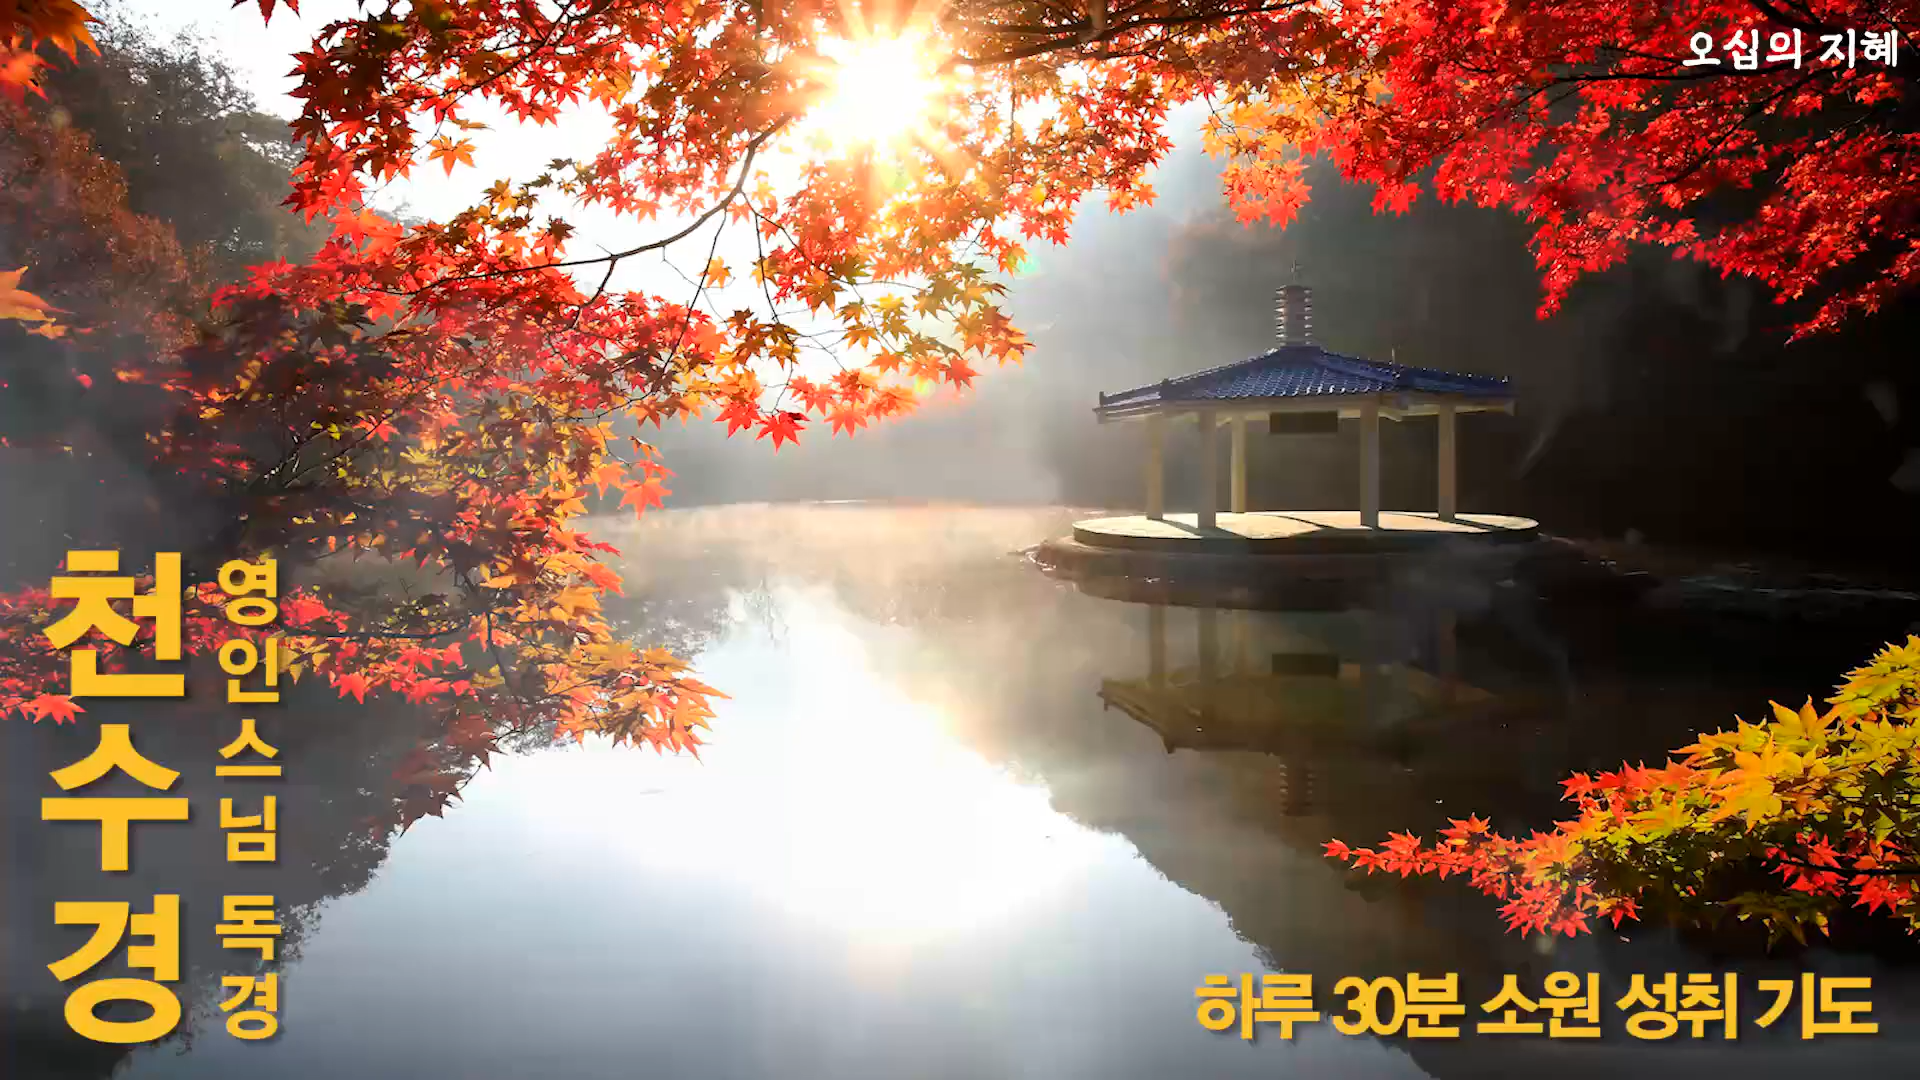 오십의 지혜
천수경
영인스님 독경
하루 30분 소원 성취 기도